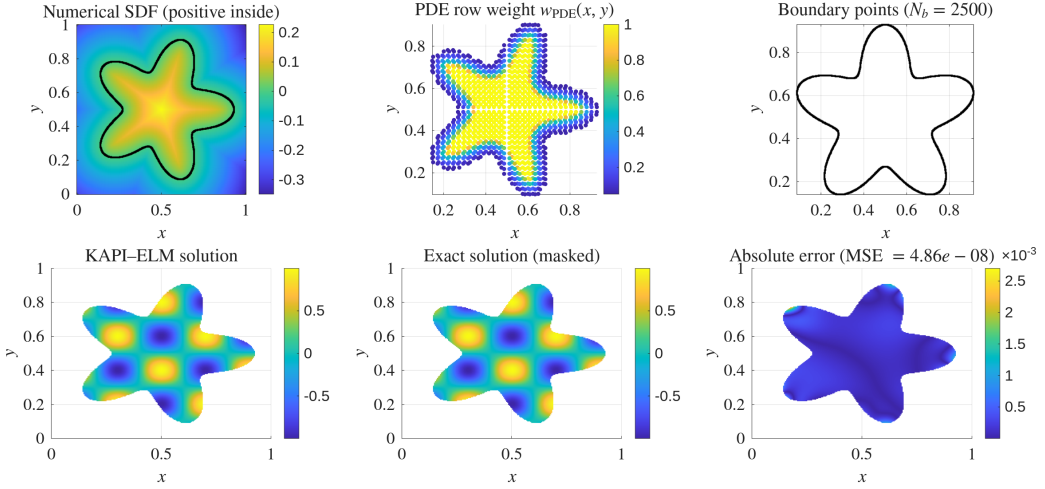 Numerical SDF (positive inside)
1
0.8
0.6
0.4
0.2
0
0 0.5 1
x
y
0.2
0.1
0
-0.1
-0.2
-0.3
PDE row weight wPDE(x, y)
0.8
0.6
0.4
0.2
0.2 0.4 0.6 0.8
x
y
1
0.8
0.6
0.4
0.2
Boundary points (Nb = 2500)
0.8
0.6
0.4
0.2
0.2 0.4 0.6 0.8
x
y
KAPI–ELM solution
1
0.8
0.6
0.4
0.2
0
0 0.5 1
x
y
0.5
0
-0.5
Exact solution (masked)
1
0.8
0.6
0.4
0.2
0
0 0.5 1
x
y
0.5
0
-0.5
Absolute error (MSE = 4.86e − 08) ×10⁻³
1
0.8
0.6
0.4
0.2
0
0 0.5 1
x
y
2.5
2
1.5
1
0.5